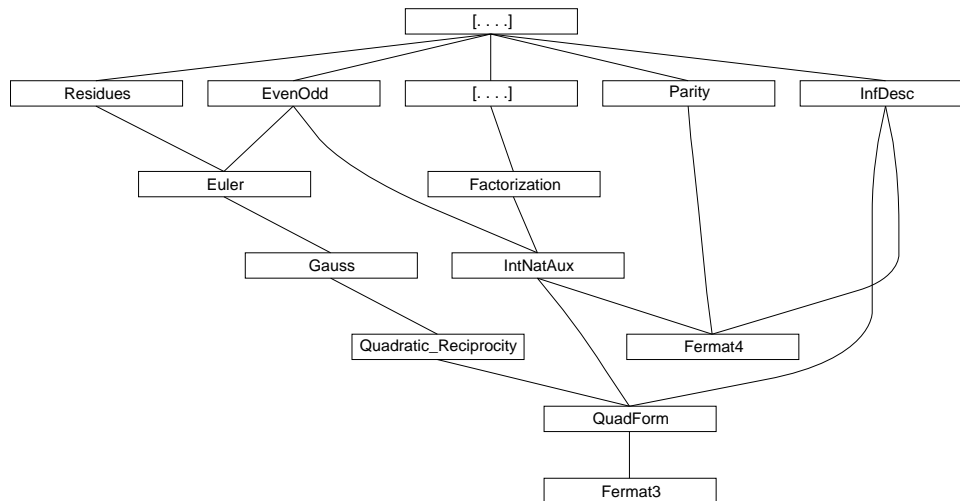 [. . . .]
Residues
EvenOdd
[. . . .]
Parity
InfDesc
Euler
Factorization
Gauss
IntNatAux
Quadratic_Reciprocity
Fermat4
QuadForm
Fermat3